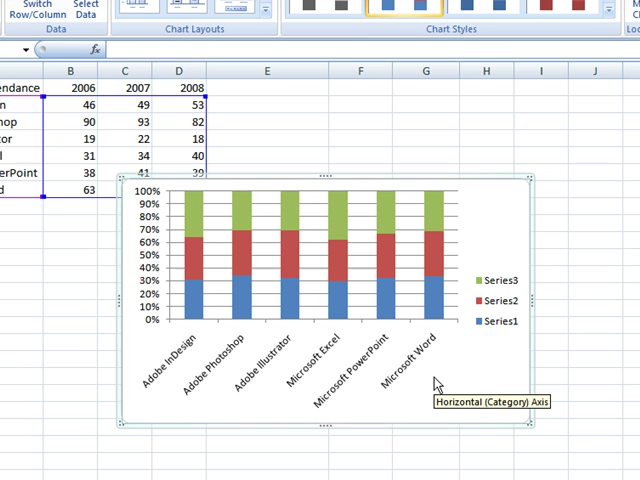 Switch Select
Row/Column Data
Data Chart Layouts Chart Styles
fx
B C D E F G H I J
endance 2006 2007 2008
n 46 49 53
hop 90 93 82
tor 19 22 18
l 31 34 40
erPoint 38 41 39
d 63
100%
90%
80%
70%
60%
50%
40%
30%
20%
10%
0%
Series3
Series2
Series1
Adobe InDesign
Adobe Photoshop
Adobe Illustrator
Microsoft Excel
Microsoft PowerPoint
Microsoft Word
Horizontal (Category) Axis